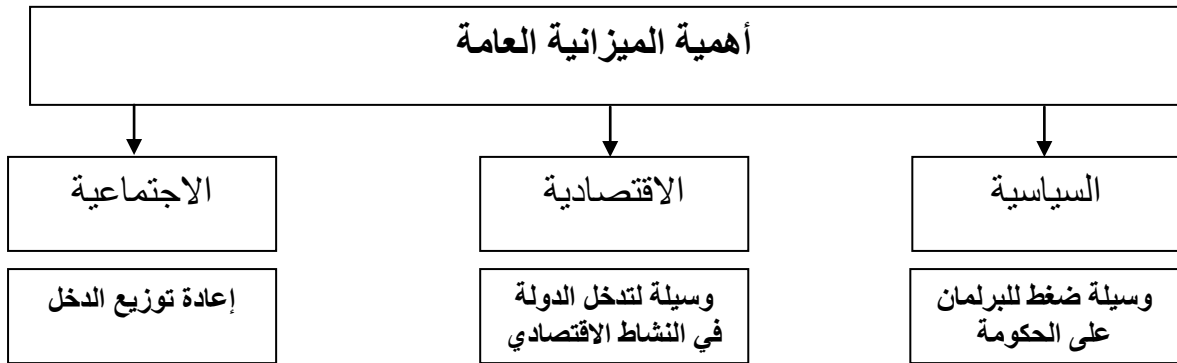 أهمية الميزانية العامة
السياسية
الاقتصادية
الاجتماعية
وسيلة ضغط للبرلمان
على الحكومة
وسيلة لتدخل الدولة
في النشاط الاقتصادي
إعادة توزيع الدخل